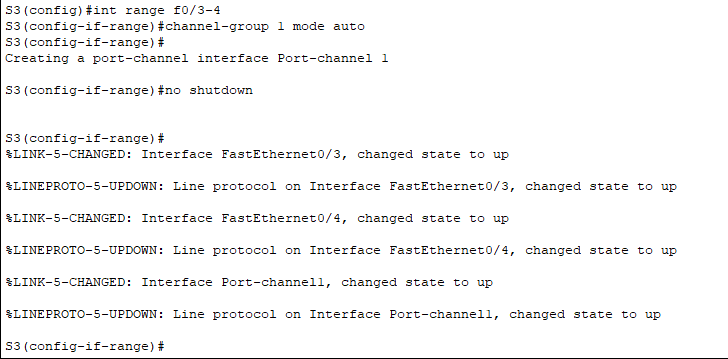 S3(config)#int range f0/3-4
S3(config-if-range)#channel-group 1 mode auto
S3(config-if-range)#
Creating a port-channel interface Port-channel 1
S3(config-if-range)#no shutdown
S3(config-if-range)#
%LINK-5-CHANGED: Interface FastEthernet0/3, changed state to up
%LINEPROTO-5-UPDOWN: Line protocol on Interface FastEthernet0/3, changed state to up
%LINK-5-CHANGED: Interface FastEthernet0/4, changed state to up
%LINEPROTO-5-UPDOWN: Line protocol on Interface FastEthernet0/4, changed state to up
%LINK-5-CHANGED: Interface Port-channel1, changed state to up
%LINEPROTO-5-UPDOWN: Line protocol on Interface Port-channel1, changed state to up
S3(config-if-range)#